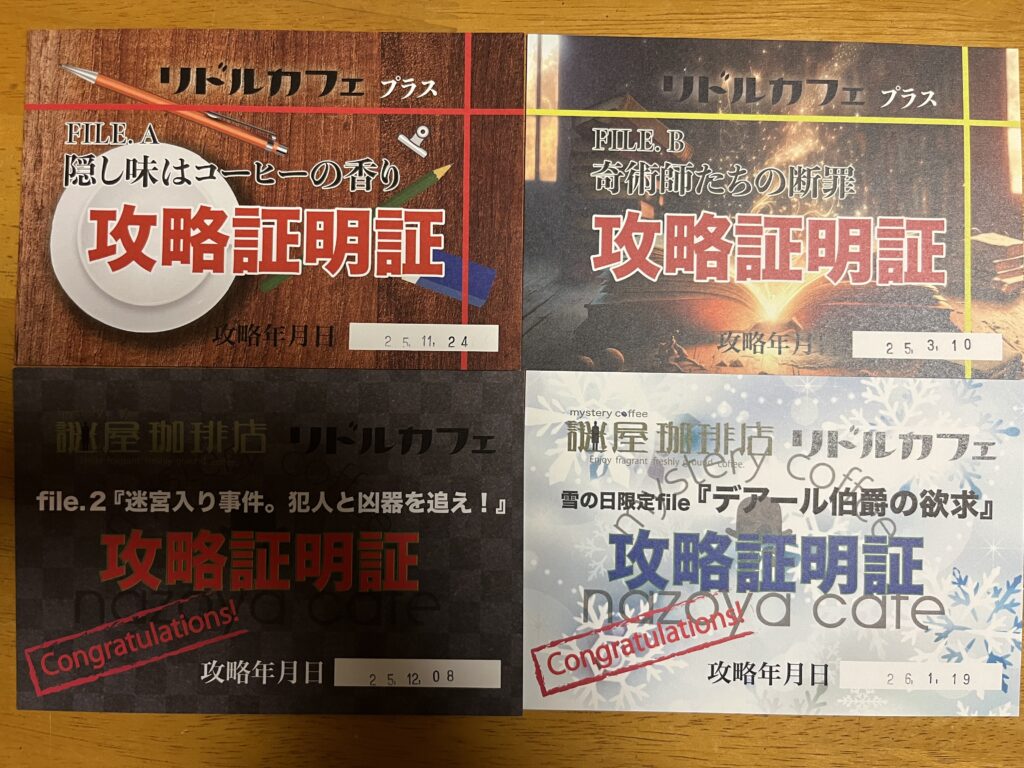 リドルカフェ プラス
FILE. A
隠し味はコーヒーの香り
攻略証明証
攻略年月日 25.11.24
リドルカフェ プラス
FILE. B
奇術師たちの断罪
攻略証明証
攻略年月 25.3.10
謎屋珈琲店 リドルカフェ
file.2『迷宮入り事件。犯人と凶器を追え！』
攻略証明証
nazoya cafe
Congratulations!
攻略年月日 25.12.08
mystery coffee
謎屋珈琲店 リドルカフェ
Enjoy fragrant freshly ground coffee.
mystery coffee
雪の日限定file『デアール伯爵の欲求』
攻略証明証
nazoya cafe
Congratulations!
攻略年月日 26.1.19